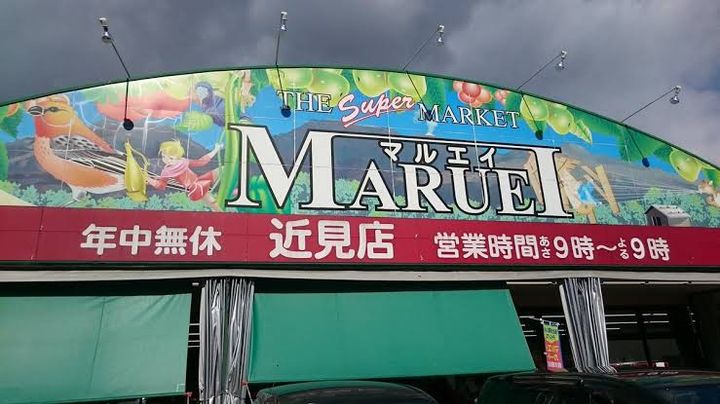 THE Super MARKET
マルエイ
MARUEI
年中無休 近見店 営業時間あさ9時～よる9時